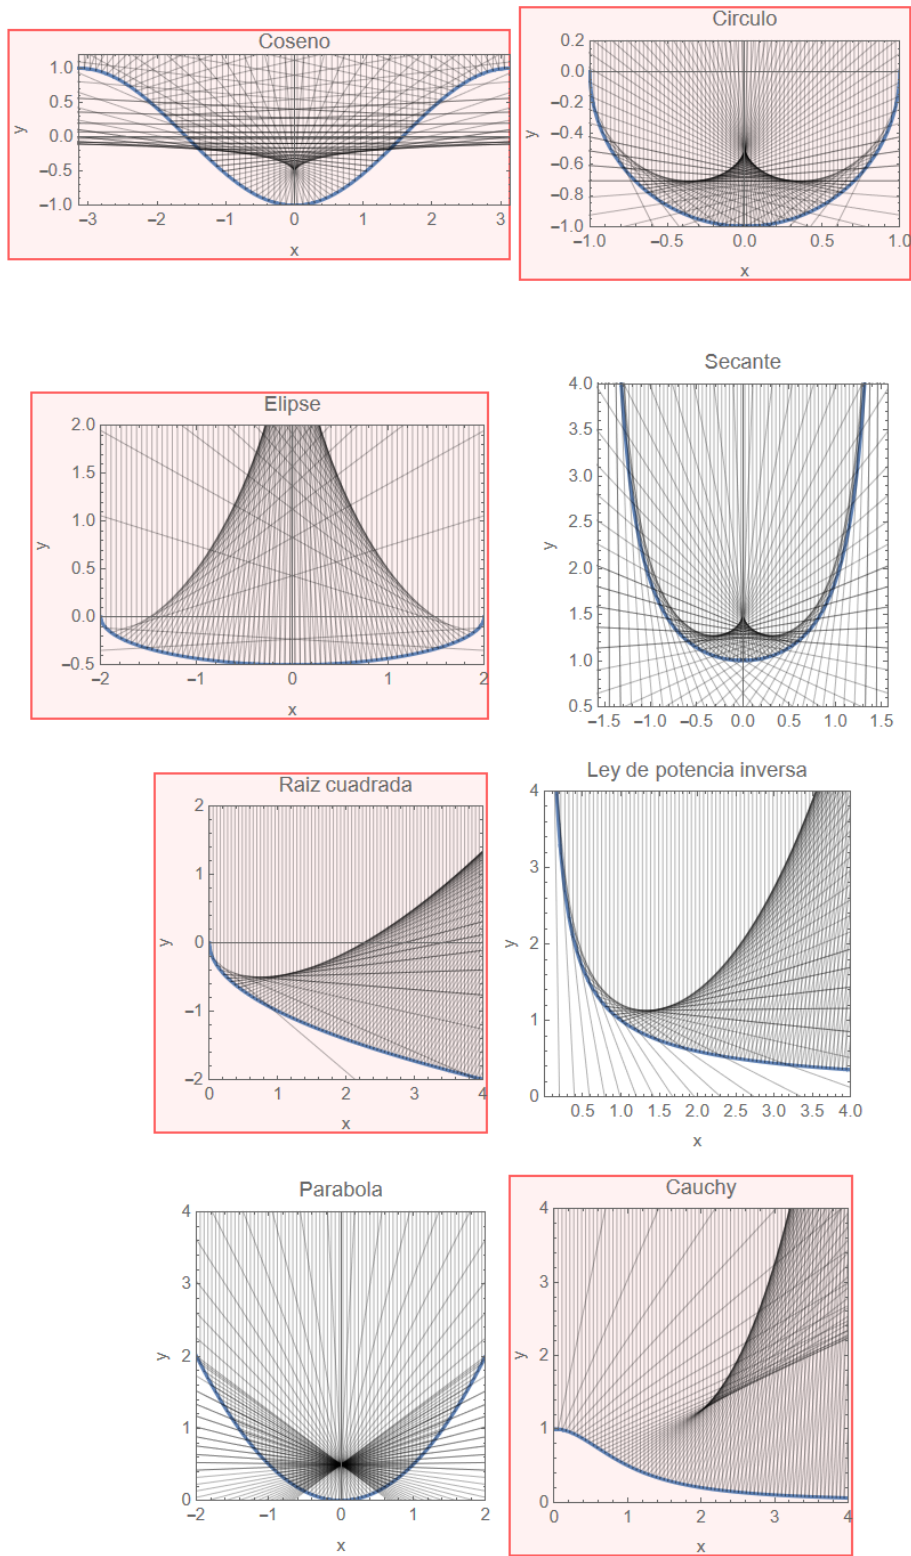 Coseno
1.0
0.5
y
0.0
−0.5
−1.0
−3 −2 −1 0 1 2 3
x
Circulo
0.2
0.0
−0.2
y
−0.4
−0.6
−0.8
−1.0
−1.0 −0.5 0.0 0.5 1.0
x
Elipse
2.0
1.5
1.0
y
0.5
0.0
−0.5
−2 −1 0 1 2
x
Secante
4.0
3.5
3.0
2.5
y
2.0
1.5
1.0
0.5
−1.5 −1.0 −0.5 0.0 0.5 1.0 1.5
x
Raiz cuadrada
2
1
y
0
−1
−2
0 1 2 3 4
x
Ley de potencia inversa
4
3
y
2
1
0
0.5 1.0 1.5 2.0 2.5 3.0 3.5 4.0
x
Parabola
4
3
y
2
1
0
−2 −1 0 1 2
x
Cauchy
4
3
y
2
1
0
0 1 2 3 4
x